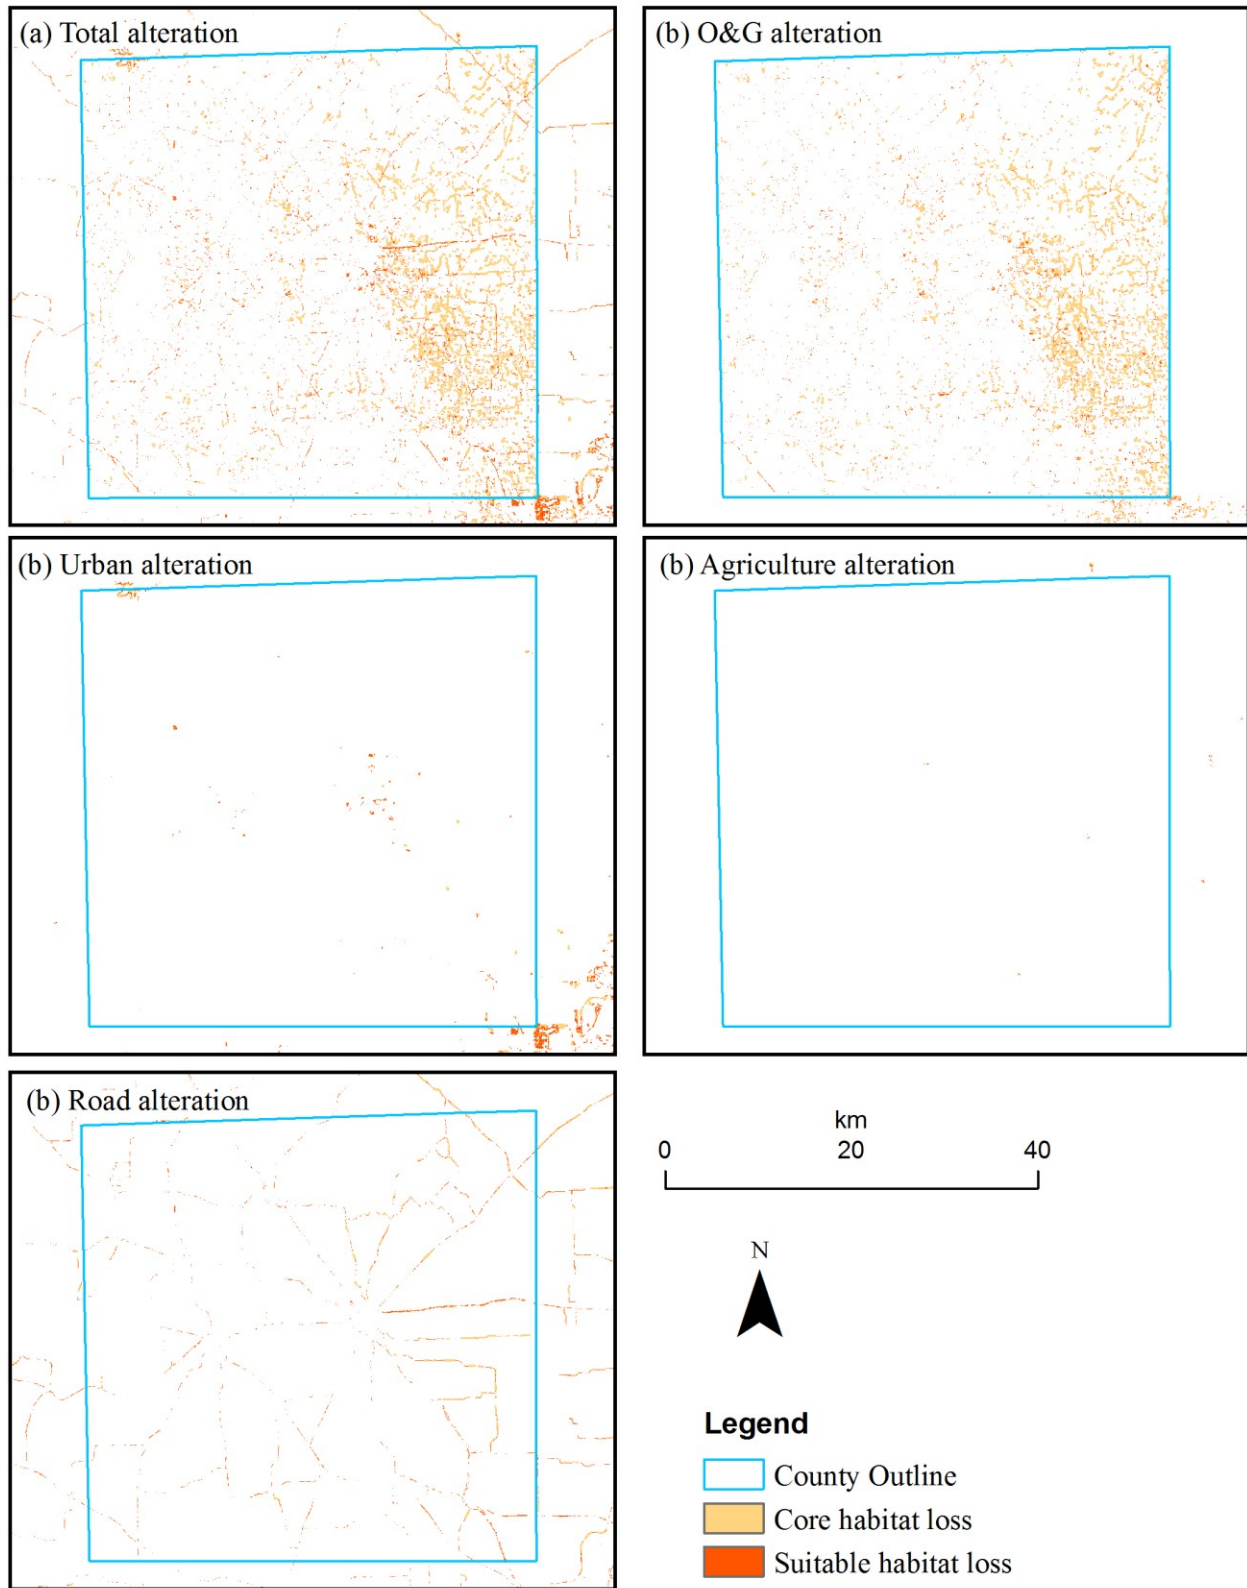 (a) Total alteration
(b) O&G alteration
(b) Urban alteration
(b) Agriculture alteration
(b) Road alteration
km
0 20 40
N
Legend
County Outline
Core habitat loss
Suitable habitat loss